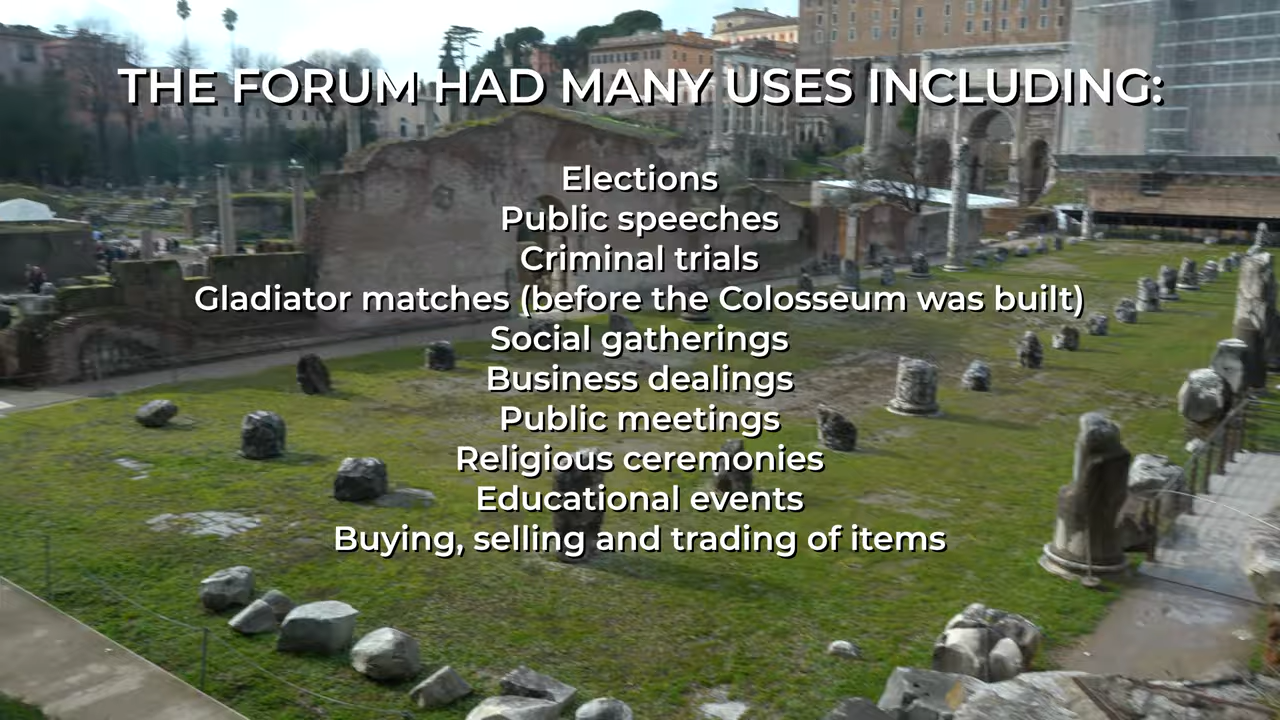 THE FORUM HAD MANY USES INCLUDING:
Elections
Public speeches
Criminal trials
Gladiator matches (before the Colosseum was built)
Social gatherings
Business dealings
Public meetings
Religious ceremonies
Educational events
Buying, selling and trading of items